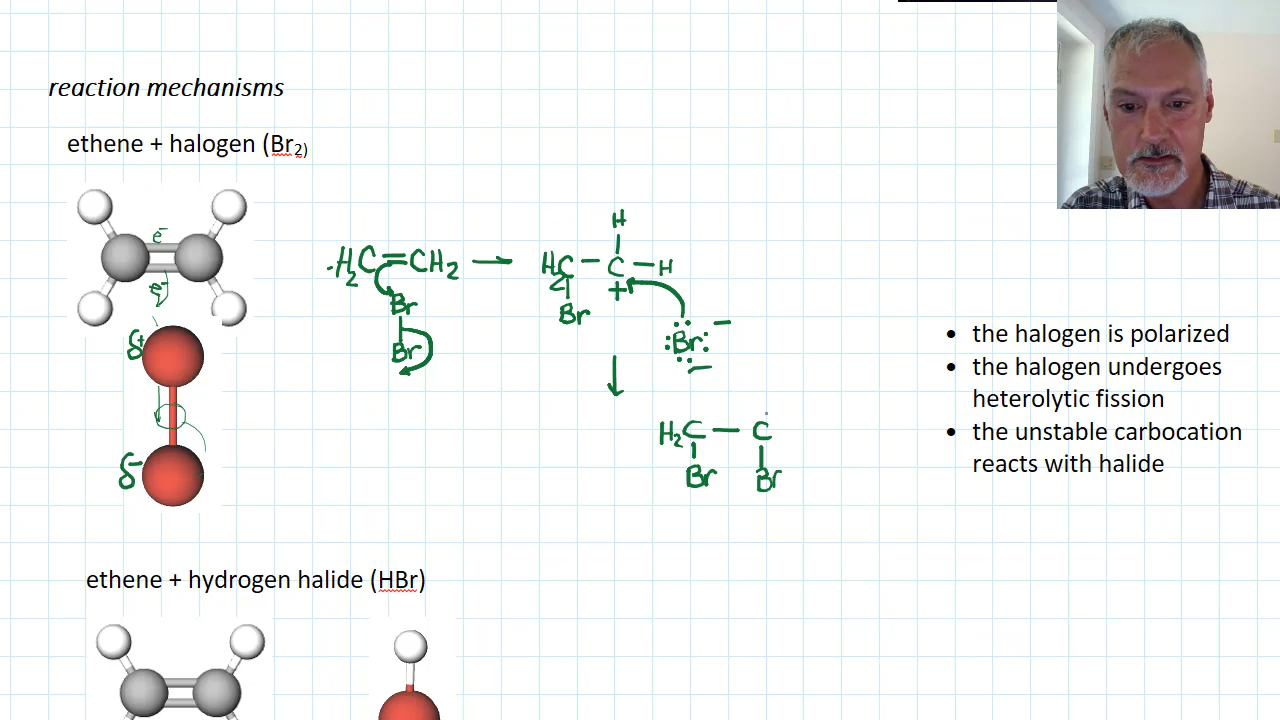 reaction mechanisms
ethene + halogen (Br₂)
e⁻
e⁻
δ+
δ−
H
H₂C=CH₂ → H₂C–C–H
+
Br
Br
Br
:Br: −
−
H₂C — C
Br Br
the halogen is polarized
the halogen undergoes
heterolytic fission
the unstable carbocation
reacts with halide
ethene + hydrogen halide (HBr)